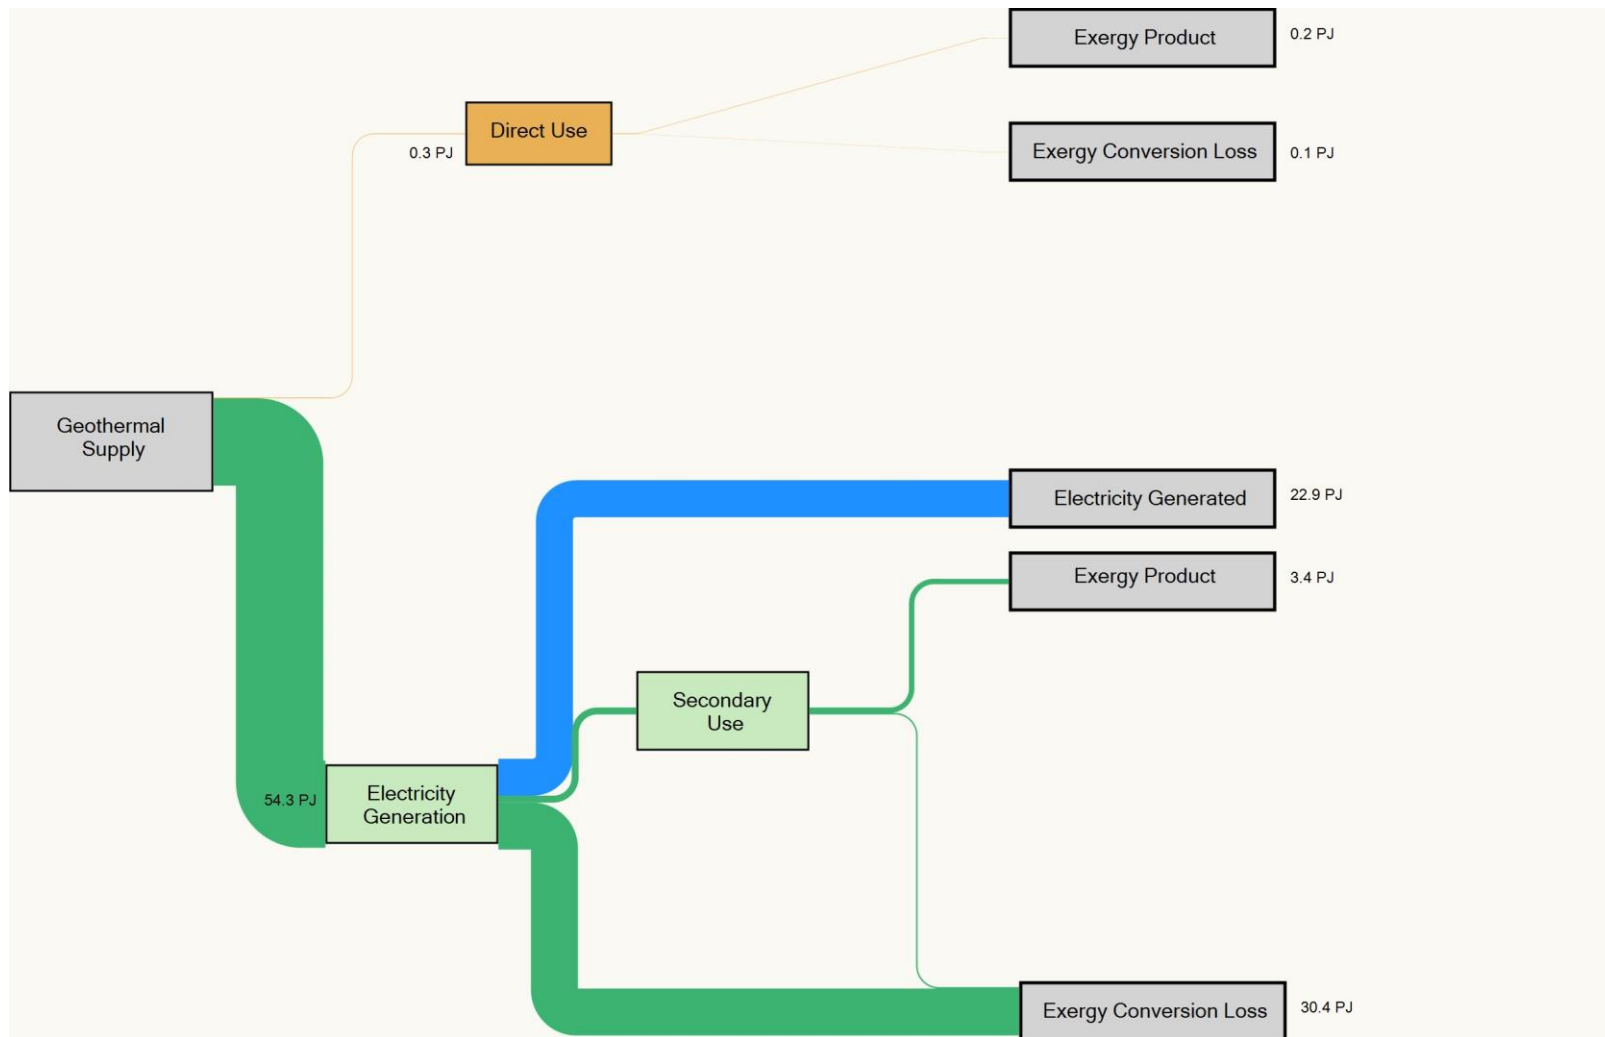 Exergy Product
0.2 PJ
Direct Use
0.3 PJ
Exergy Conversion Loss
0.1 PJ
Geothermal
Supply
Electricity Generated
22.9 PJ
Exergy Product
3.4 PJ
Secondary
Use
54.3 PJ
Electricity
Generation
Exergy Conversion Loss
30.4 PJ